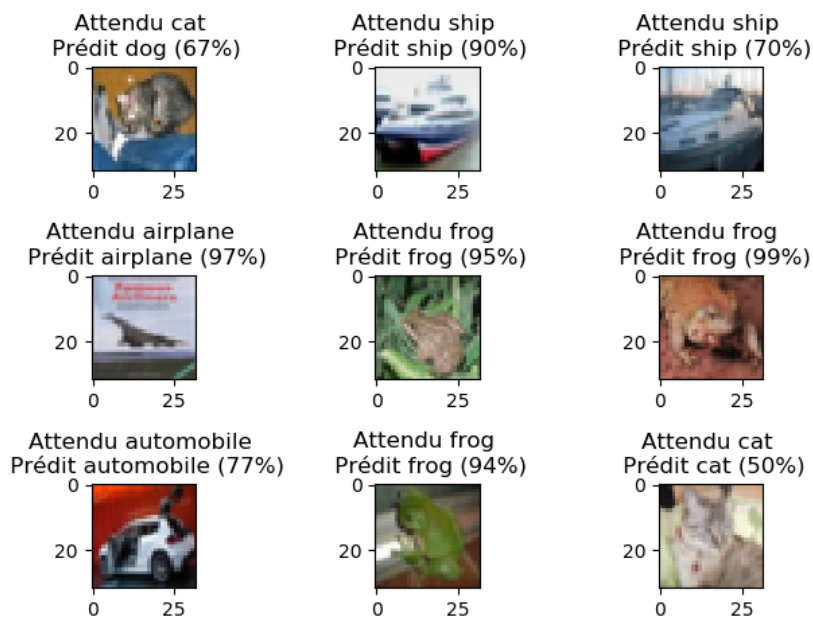 Attendu cat
Prédit dog (67%)
0
20
0 25
Attendu ship
Prédit ship (90%)
0
20
0 25
Attendu ship
Prédit ship (70%)
0
20
0 25
Attendu airplane
Prédit airplane (97%)
0
20
0 25
Attendu frog
Prédit frog (95%)
0
20
0 25
Attendu frog
Prédit frog (99%)
0
20
0 25
Attendu automobile
Prédit automobile (77%)
0
20
0 25
Attendu frog
Prédit frog (94%)
0
20
0 25
Attendu cat
Prédit cat (50%)
0
20
0 25